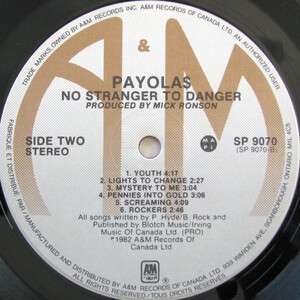 TRADE MARKS OWNED BY A&M RECORDS OF CANADA LIMITED, AN AUTHORIZED USER
A & M
PAYOLAS
NO STRANGER TO DANGER
PRODUCED BY MICK RONSON
SIDE TWO
STEREO
MAPL
SP 9070
(SP 9070-B)
1. YOUTH 4:17
2. LIGHTS TO CHANGE 2:27
3. MYSTERY TO ME 3:04
4. PENNIES INTO GOLD 3:06
5. SCREAMING 4:09
6. ROCKERS 2:46
All songs written by P. Hyde/B. Rock and
Published by Blotch Music/Irving
Music Of Canada Ltd. (PRO)
℗*1982 A&M Records Of
Canada Ltd.
A&M
RECORDS
FABRIQUÉ ET DISTRIBUÉ PAR / MANUFACTURED AND DISTRIBUTED BY A&M RECORDS OF CANADA LTD. 939 WARDEN AVENUE, SCARBOROUGH, ONTARIO M1L 4C5
ALL RIGHTS RESERVED/TOUS DROITS RESERVES